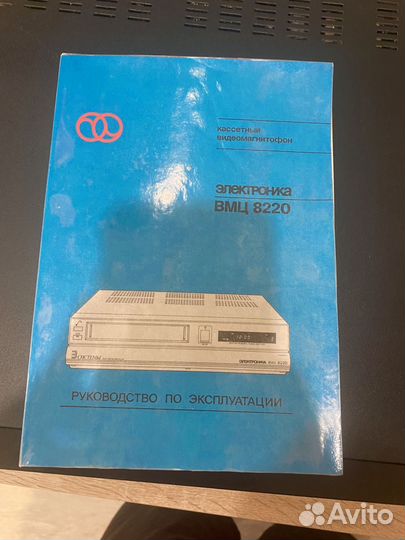 кассетный
видеомагнитофон
электроника
ВМЦ 8220
ЭЛЕКТРОНИКА ВМЦ 8220
РУКОВОДСТВО ПО ЭКСПЛУАТАЦИИ
Avito